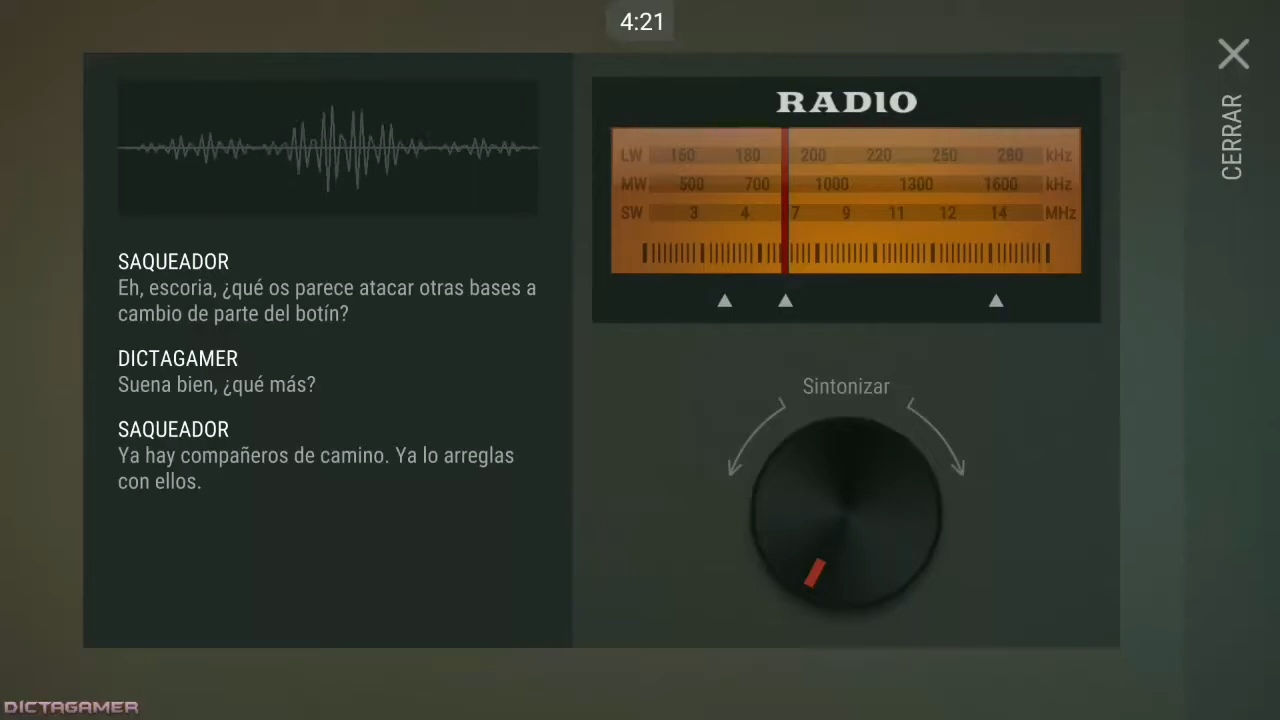 4:21
CERRAR
SAQUEADOR
Eh, escoria, ¿qué os parece atacar otras bases a
cambio de parte del botín?
DICTAGAMER
Suena bien, ¿qué más?
SAQUEADOR
Ya hay compañeros de camino. Ya lo arreglas
con ellos.
RADIO
LW 160 180 200 220 250 280 kHz
MW 500 700 1000 1300 1600 kHz
SW 3 4 7 9 11 12 14 MHz
Sintonizar
DICTAGAMER